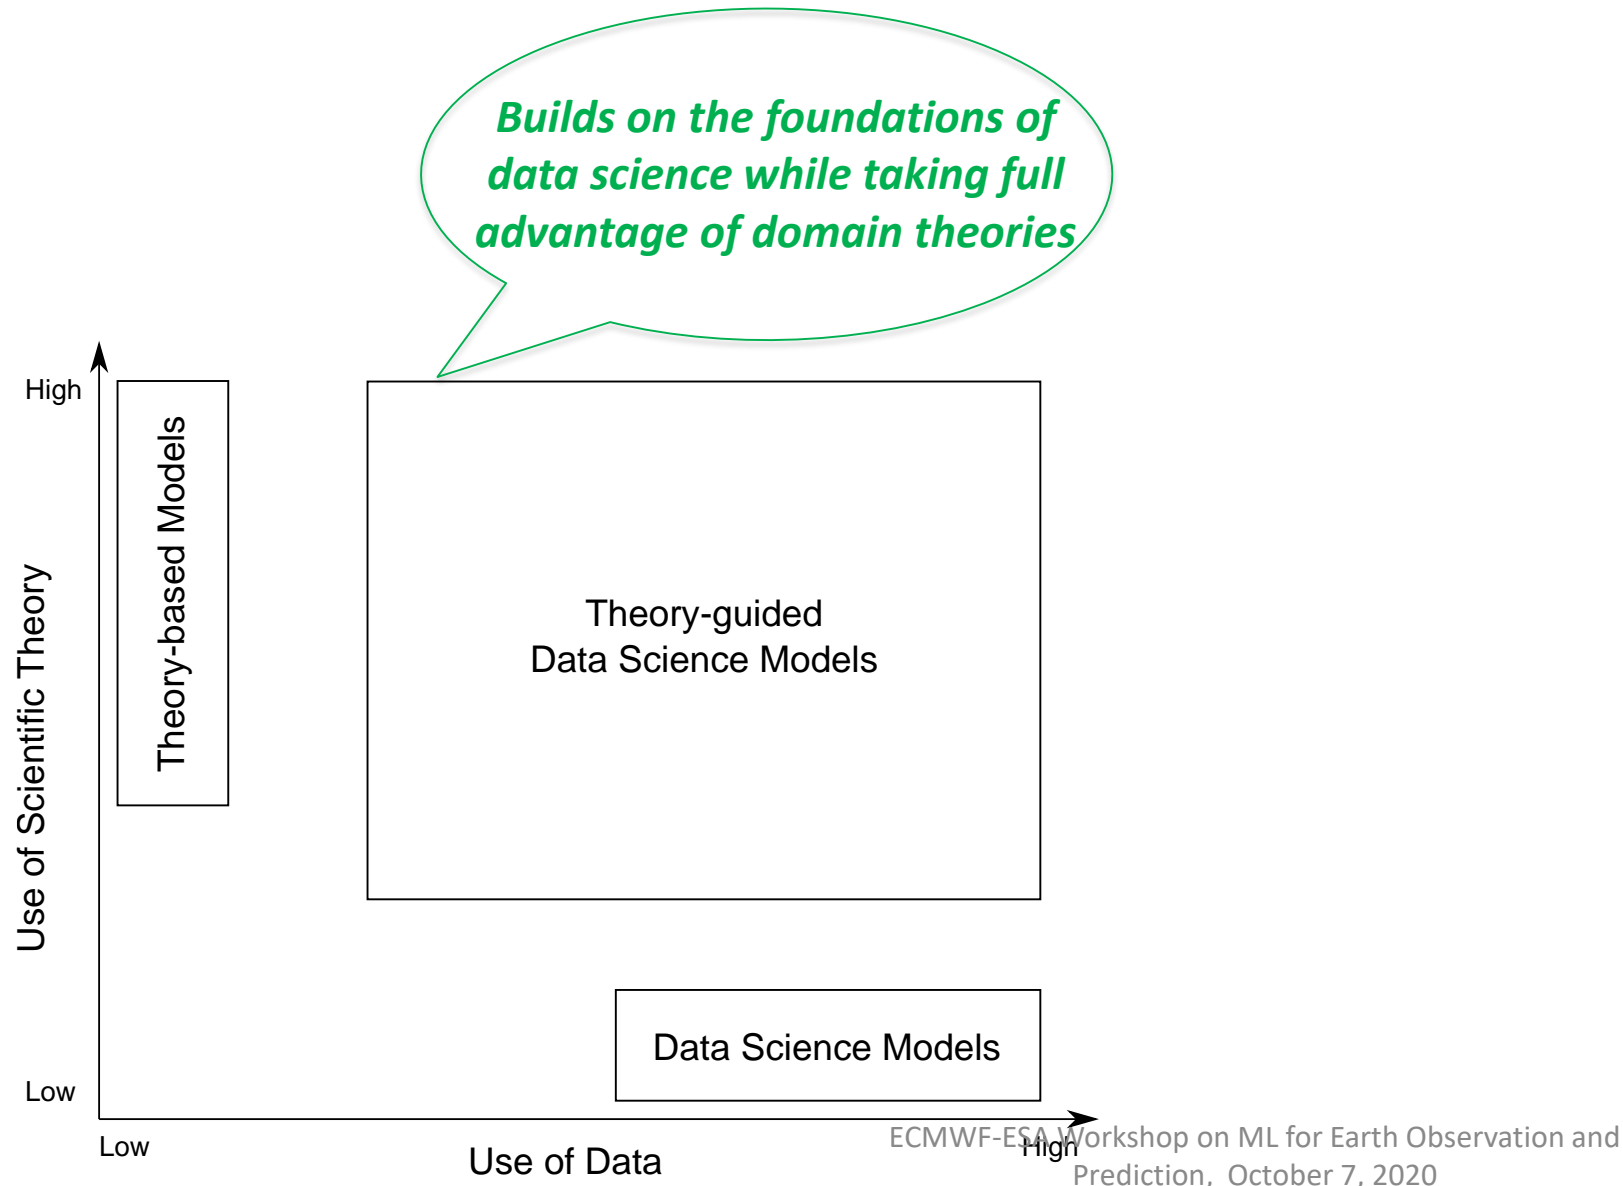 Builds on the foundations of
data science while taking full
advantage of domain theories
High
Theory-based Models
Use of Scientific Theory
Theory-guided
Data Science Models
Data Science Models
Low
Low
Use of Data
High
ECMWF-ESA Workshop on ML for Earth Observation and
Prediction, October 7, 2020